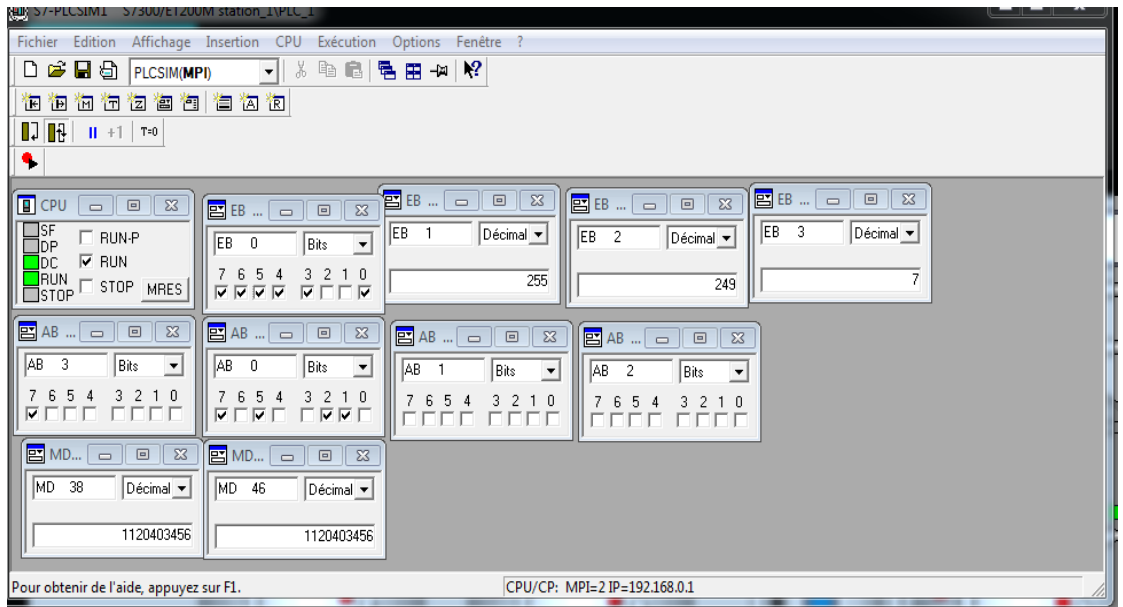 S7-PLCSIM1 S7300/ET200M station_1\PLC_1
Fichier Edition Affichage Insertion CPU Exécution Options Fenêtre ?
PLCSIM(MPI)
+1 T=0
CPU
SF
DP
DC
RUN
STOP
RUN-P
RUN
STOP MRES
EB ...
EB 0 Bits
7 6 5 4 3 2 1 0
EB ...
EB 1 Décimal
255
EB ...
EB 2 Décimal
249
EB ...
EB 3 Décimal
7
AB ...
AB 3 Bits
7 6 5 4 3 2 1 0
AB ...
AB 0 Bits
7 6 5 4 3 2 1 0
AB ...
AB 1 Bits
7 6 5 4 3 2 1 0
AB ...
AB 2 Bits
7 6 5 4 3 2 1 0
MD...
MD 38 Décimal
1120403456
MD...
MD 46 Décimal
1120403456
Pour obtenir de l'aide, appuyez sur F1. CPU/CP: MPI=2 IP=192.168.0.1